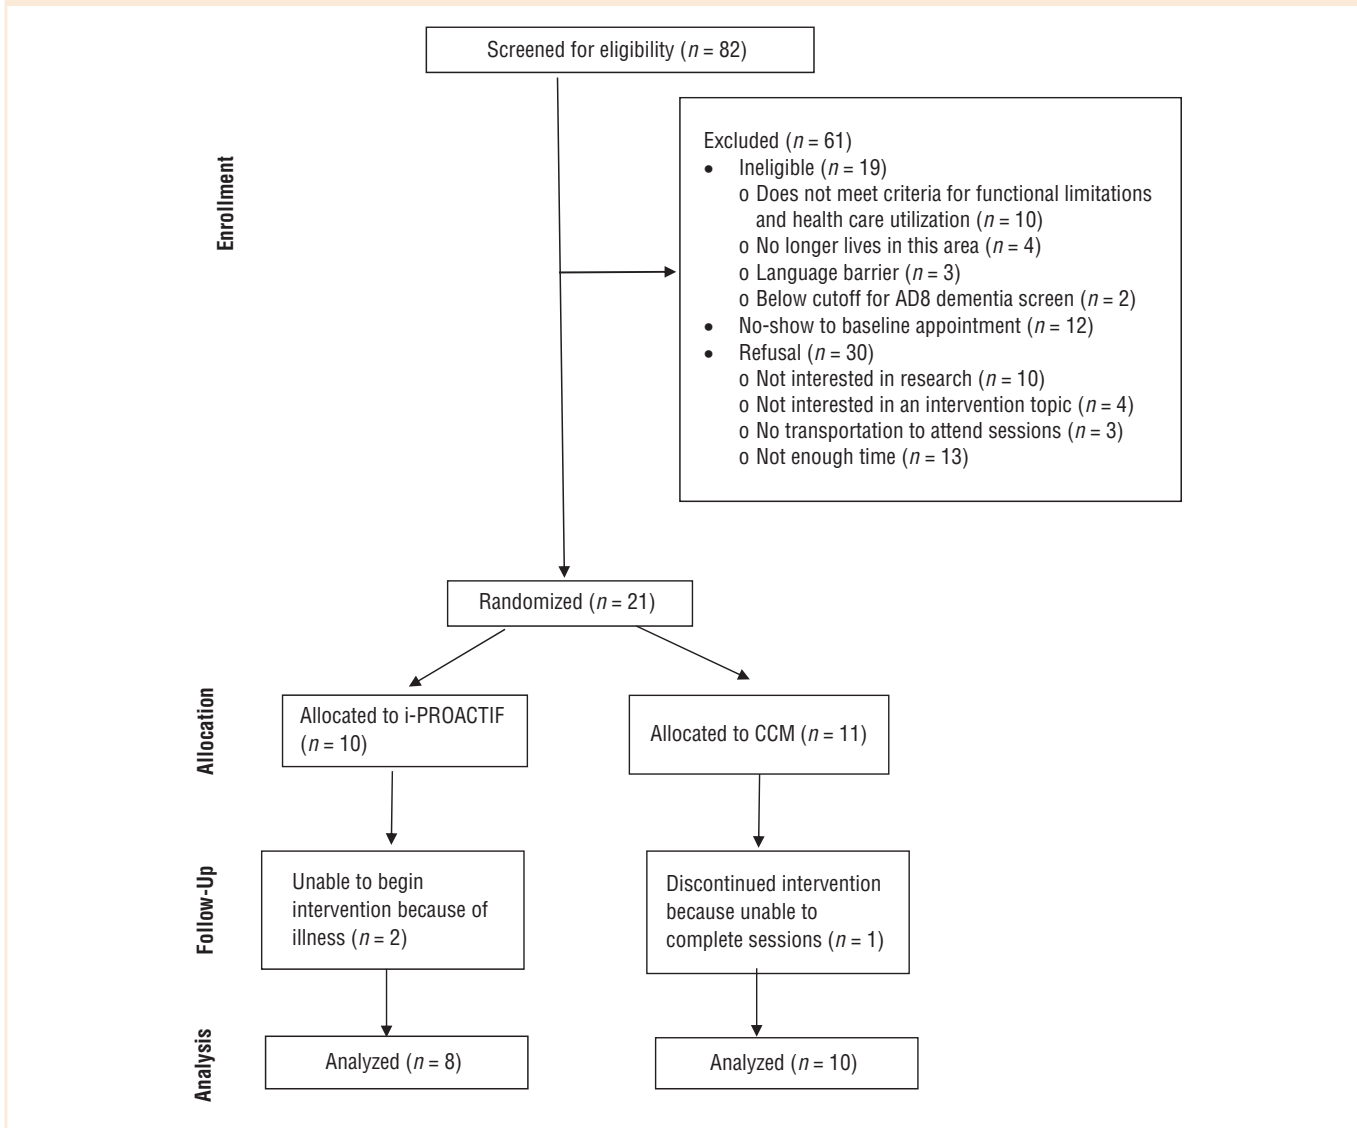 Screened for eligibility (n = 82)
Enrollment
Excluded (n = 61)
• Ineligible (n = 19)
o Does not meet criteria for functional limitations
and health care utilization (n = 10)
o No longer lives in this area (n = 4)
o Language barrier (n = 3)
o Below cutoff for AD8 dementia screen (n = 2)
• No-show to baseline appointment (n = 12)
• Refusal (n = 30)
o Not interested in research (n = 10)
o Not interested in an intervention topic (n = 4)
o No transportation to attend sessions (n = 3)
o Not enough time (n = 13)
Randomized (n = 21)
Allocation
Allocated to i-PROACTIF
(n = 10)
Allocated to CCM (n = 11)
Follow-Up
Unable to begin
intervention because of
illness (n = 2)
Discontinued intervention
because unable to
complete sessions (n = 1)
Analysis
Analyzed (n = 8)
Analyzed (n = 10)